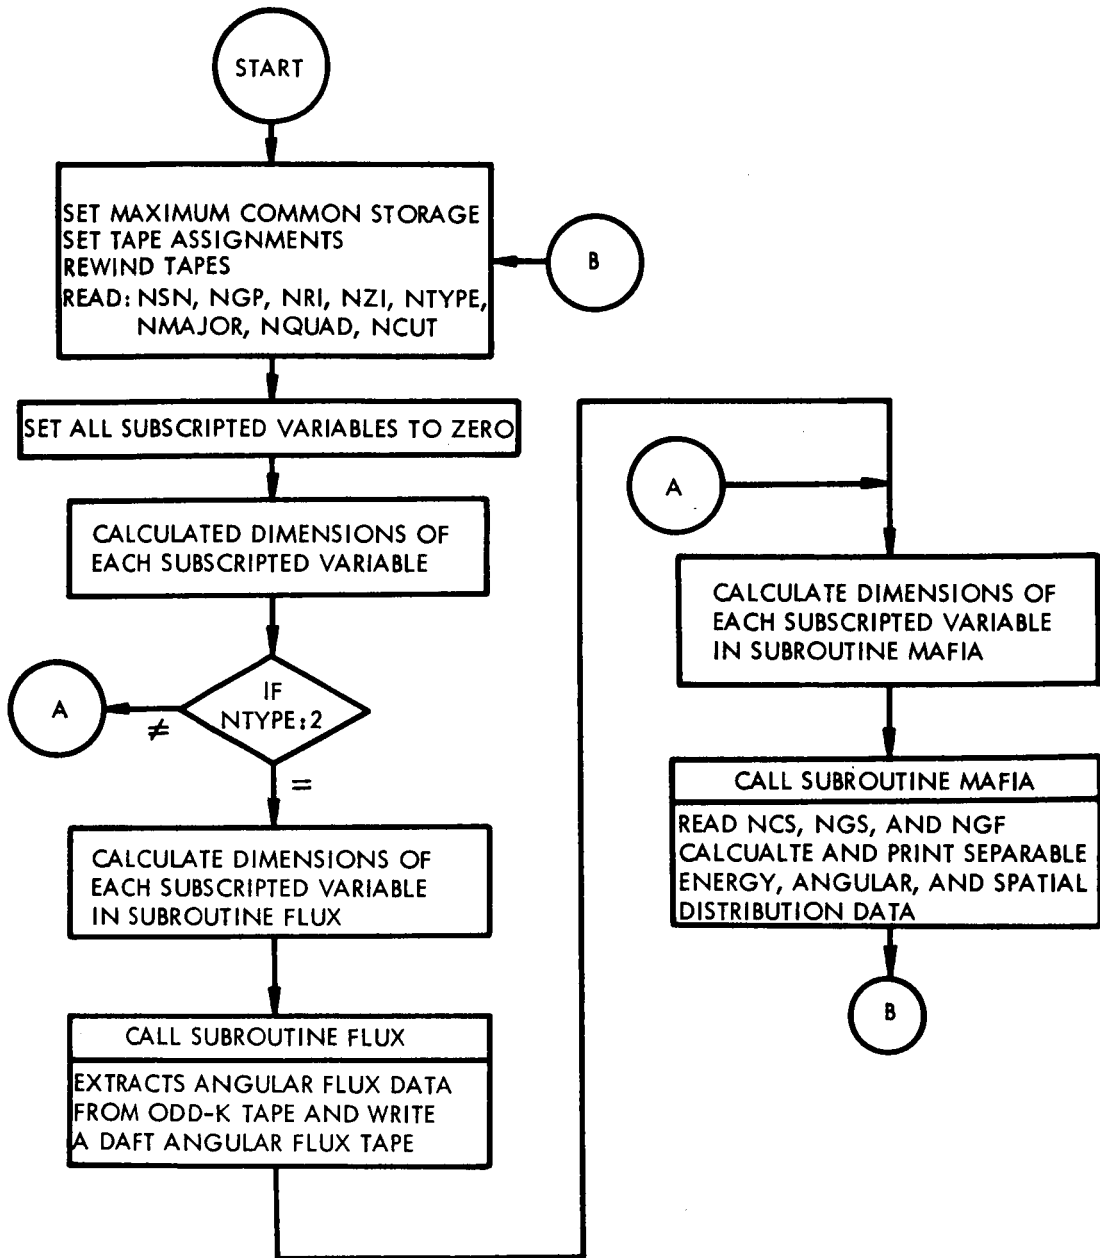 START
SET MAXIMUM COMMON STORAGE
SET TAPE ASSIGNMENTS
REWIND TAPES
READ: NSN, NGP, NRI, NZI, NTYPE,
NMAJOR, NQUAD, NCUT
B
SET ALL SUBSCRIPTED VARIABLES TO ZERO
CALCULATED DIMENSIONS OF
EACH SUBSCRIPTED VARIABLE
IF
NTYPE:2
A
≠
=
CALCULATE DIMENSIONS OF
EACH SUBSCRIPTED VARIABLE
IN SUBROUTINE FLUX
CALL SUBROUTINE FLUX
EXTRACTS ANGULAR FLUX DATA
FROM ODD-K TAPE AND WRITE
A DAFT ANGULAR FLUX TAPE
A
CALCULATE DIMENSIONS OF
EACH SUBSCRIPTED VARIABLE
IN SUBROUTINE MAFIA
CALL SUBROUTINE MAFIA
READ NCS, NGS, AND NGF
CALCUALTE AND PRINT SEPARABLE
ENERGY, ANGULAR, AND SPATIAL
DISTRIBUTION DATA
B